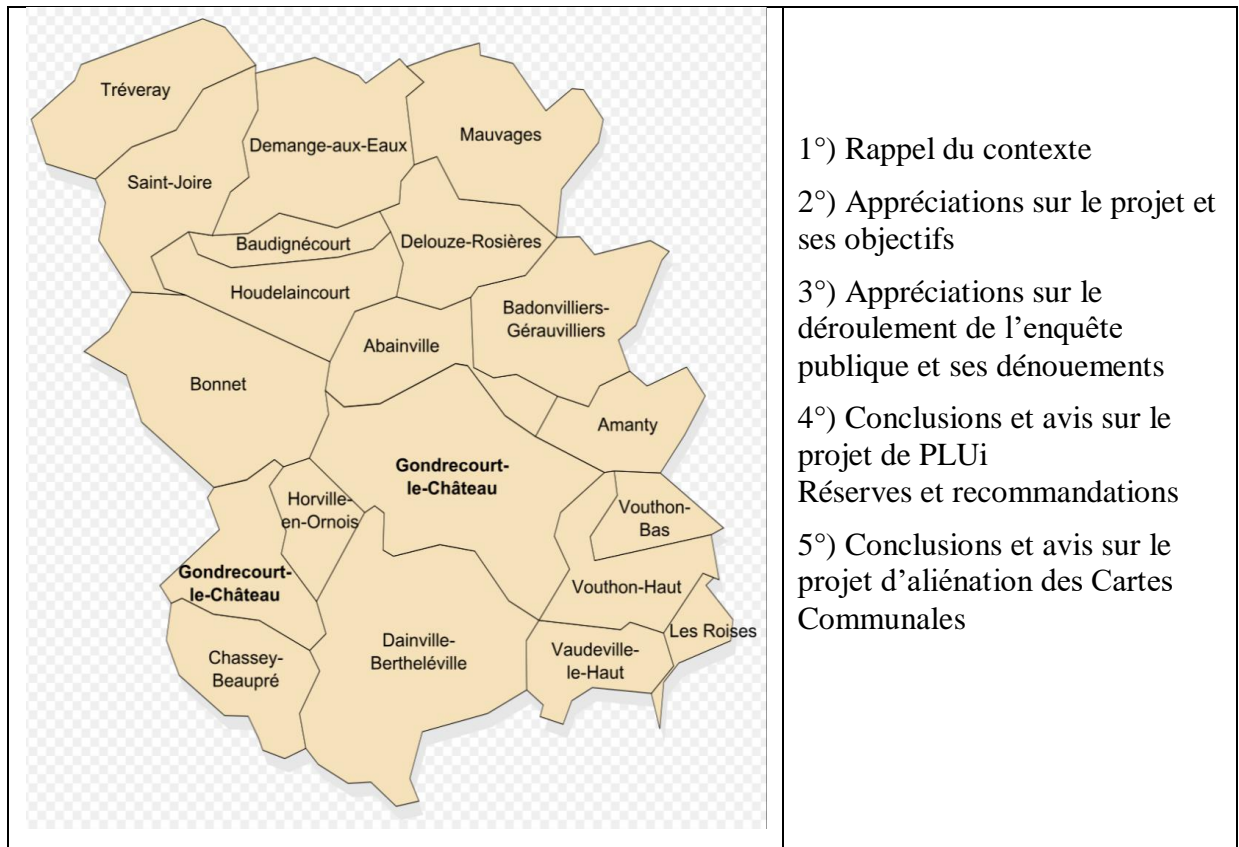 Tréveray
Demange-aux-Eaux
Mauvages
Saint-Joire
Baudignécourt
Delouze-Rosières
Houdelaincourt
Badonvilliers-
Gérauvilliers
Abainville
Bonnet
Amanty
Gondrecourt-
le-Château
Horville-
en-Ornois
Vouthon-
Bas
Gondrecourt-
le-Château
Vouthon-Haut
Les Roises
Dainville-
Bertheléville
Vaudeville-
le-Haut
Chassey-
Beaupré
1°) Rappel du contexte
2°) Appréciations sur le projet et
ses objectifs
3°) Appréciations sur le
déroulement de l’enquête
publique et ses dénouements
4°) Conclusions et avis sur le
projet de PLUi
Réserves et recommandations
5°) Conclusions et avis sur le
projet d’aliénation des Cartes
Communales